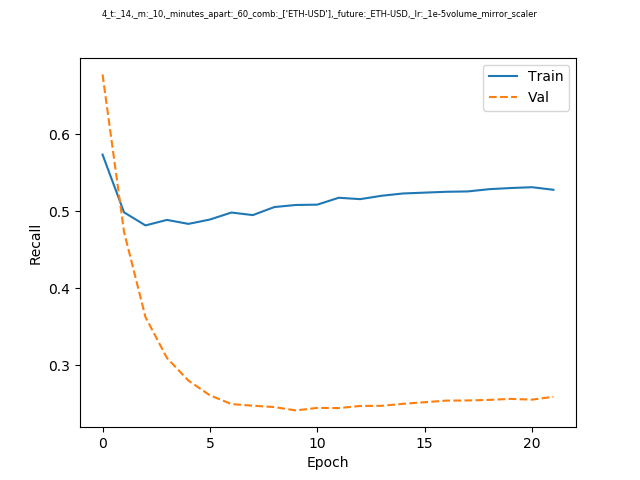 4_t:_14,_m:_10,_minutes_apart:_60_comb:_['ETH-USD'],_future:_ETH-USD,_lr:_1e-5volume_mirror_scaler
Train
Val
0.6
0.5
0.4
0.3
Recall
0
5
10
15
20
Epoch